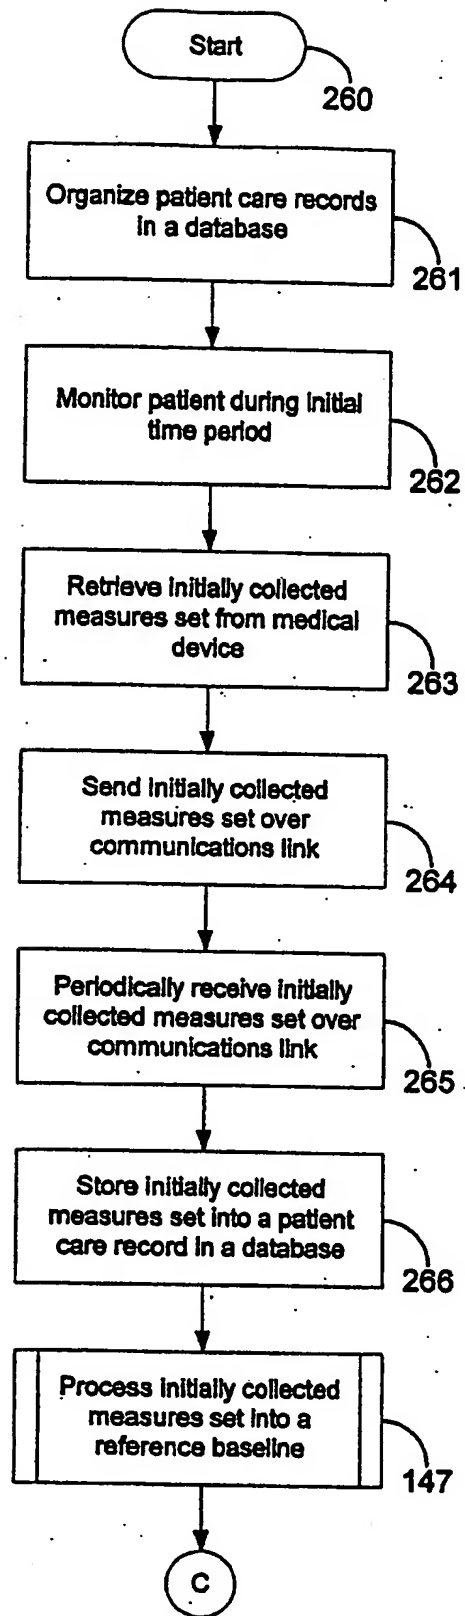 Start
260
Organize patient care records
in a database
261
Monitor patient during initial
time period
262
Retrieve initially collected
measures set from medical
device
263
Send initially collected
measures set over
communications link
264
Periodically receive initially
collected measures set over
communications link
265
Store initially collected
measures set into a patient
care record in a database
266
Process initially collected
measures set into a
reference baseline
147
C